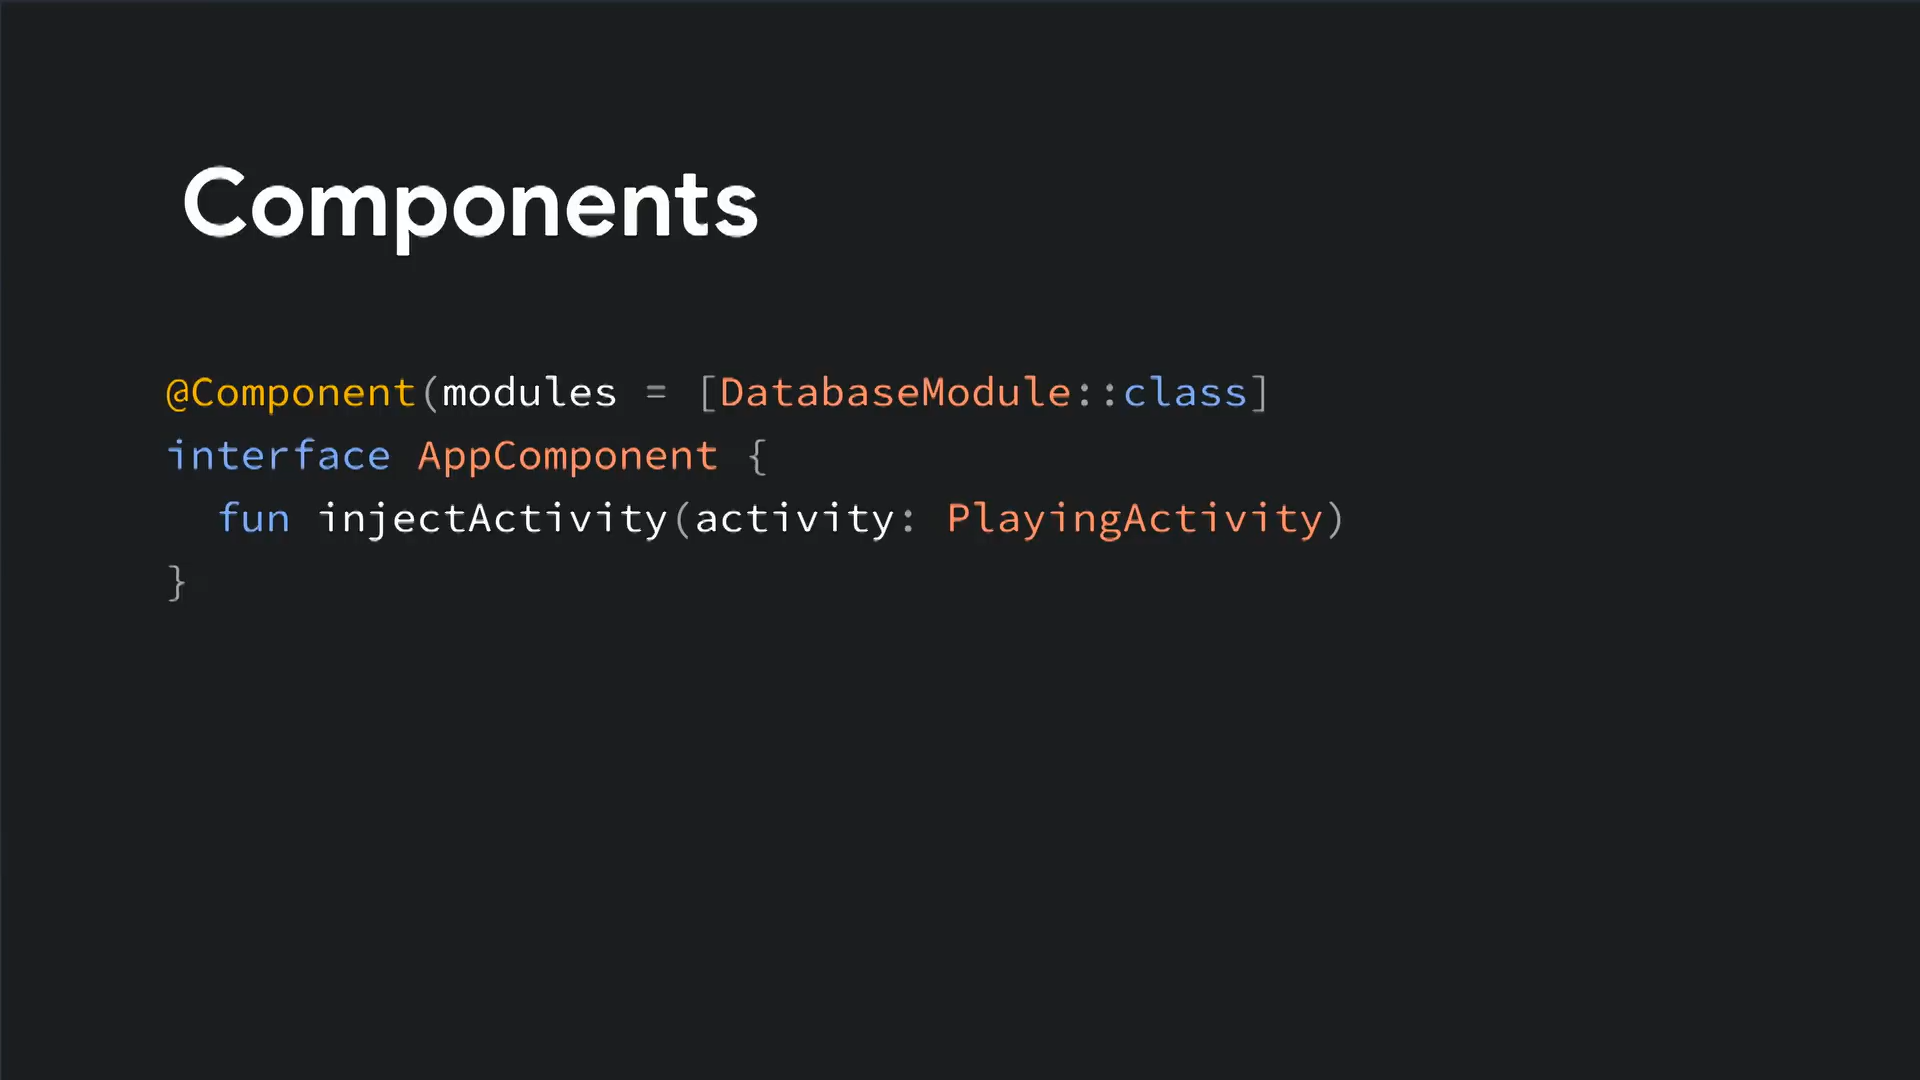 Components
@Component(modules = [DatabaseModule::class]
interface AppComponent {
  fun injectActivity(activity: PlayingActivity)
}